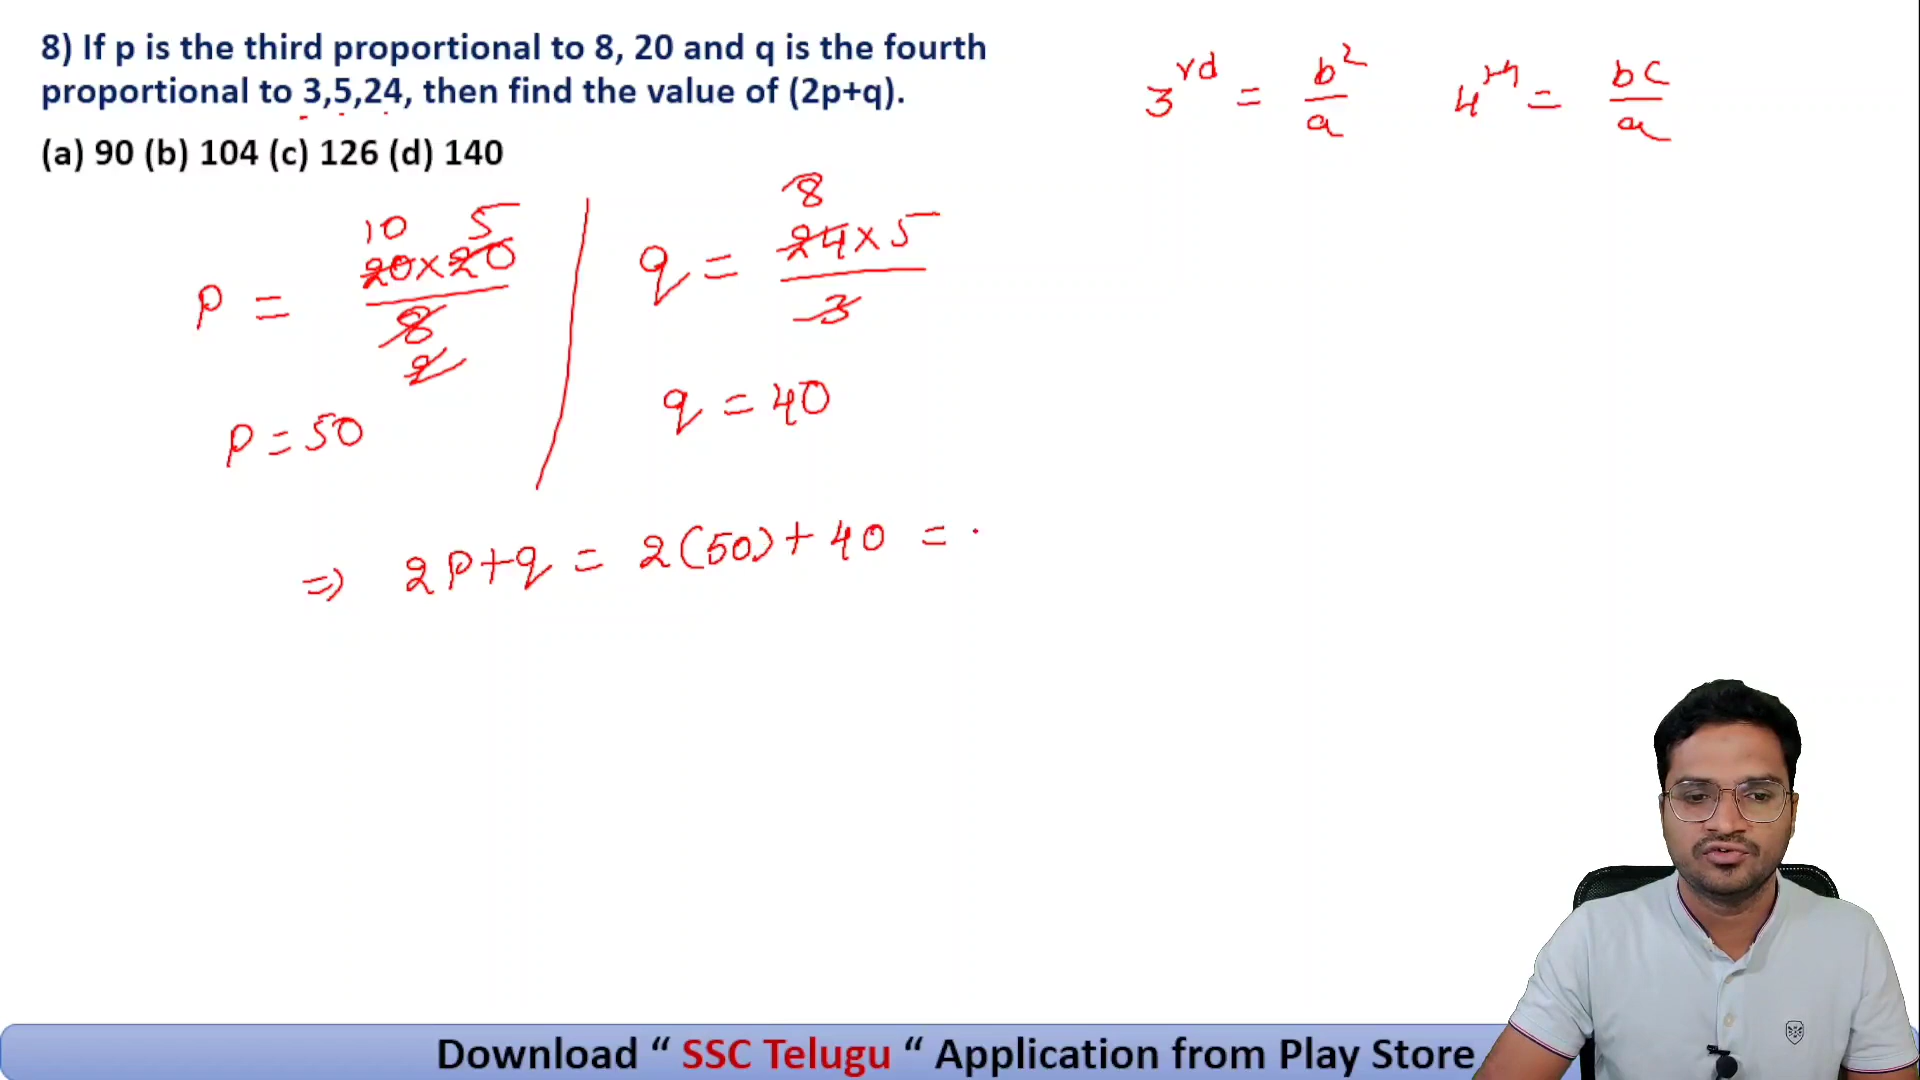 8) If p is the third proportional to 8, 20 and q is the fourth
proportional to 3,5,24, then find the value of (2p+q).
(a) 90 (b) 104 (c) 126 (d) 140
3rd = b²/a 4th = bc/a
10 5
P = 20×20/8
2
P = 50
8
q = 24×5/3
q = 40
⇒ 2P+q = 2(50)+40 =
Download “ SSC Telugu “ Application from Play Store